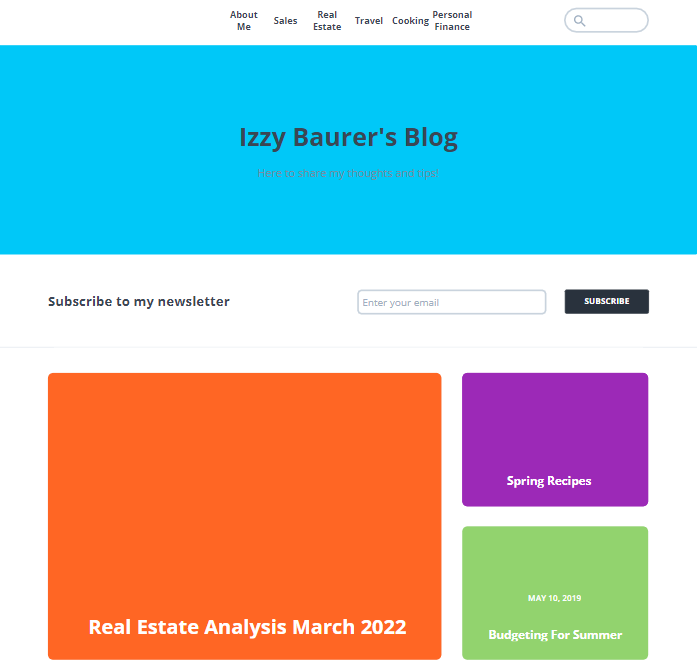 About Me
Sales
Real Estate
Travel
Cooking
Personal Finance
Izzy Baurer's Blog
Here to share my thoughts and tips!
Subscribe to my newsletter
Enter your email
SUBSCRIBE
Real Estate Analysis March 2022
Spring Recipes
MAY 10, 2019
Budgeting For Summer